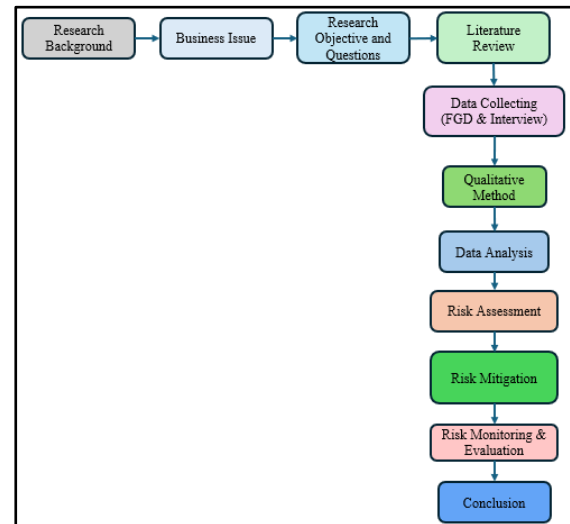 Research
Background
Business Issue
Research
Objective and
Questions
Literature
Review
Data Collecting
(FGD & Interview)
Qualitative
Method
Data Analysis
Risk Assessment
Risk Mitigation
Risk Monitoring &
Evaluation
Conclusion